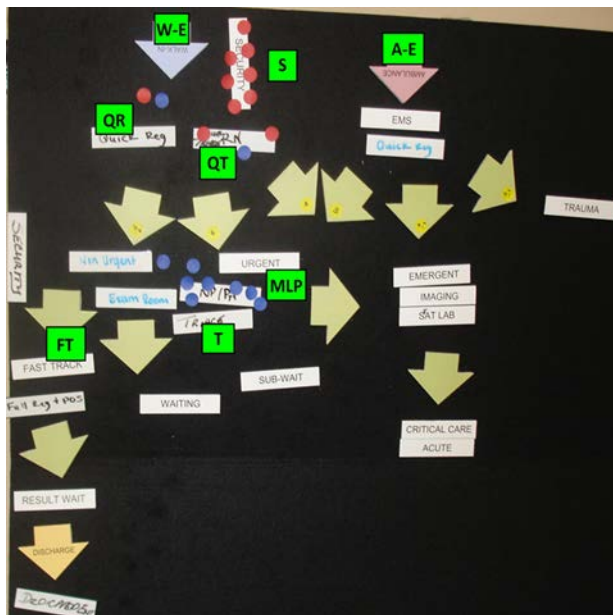 W-E
WALK-IN
SECURITY
S
A-E
AMBULANCE
QR
Quick Reg
RN
QT
EMS
Quick Reg
TRAUMA
SECURITY
Non Urgent
URGENT
MLP
Exam Room
NP/PA
EMERGENT
IMAGING
SAT LAB
FT
T
TRIAGE
FAST TRACK
SUB-WAIT
Full Reg + POS
WAITING
CRITICAL CARE
ACUTE
RESULT WAIT
DISCHARGE